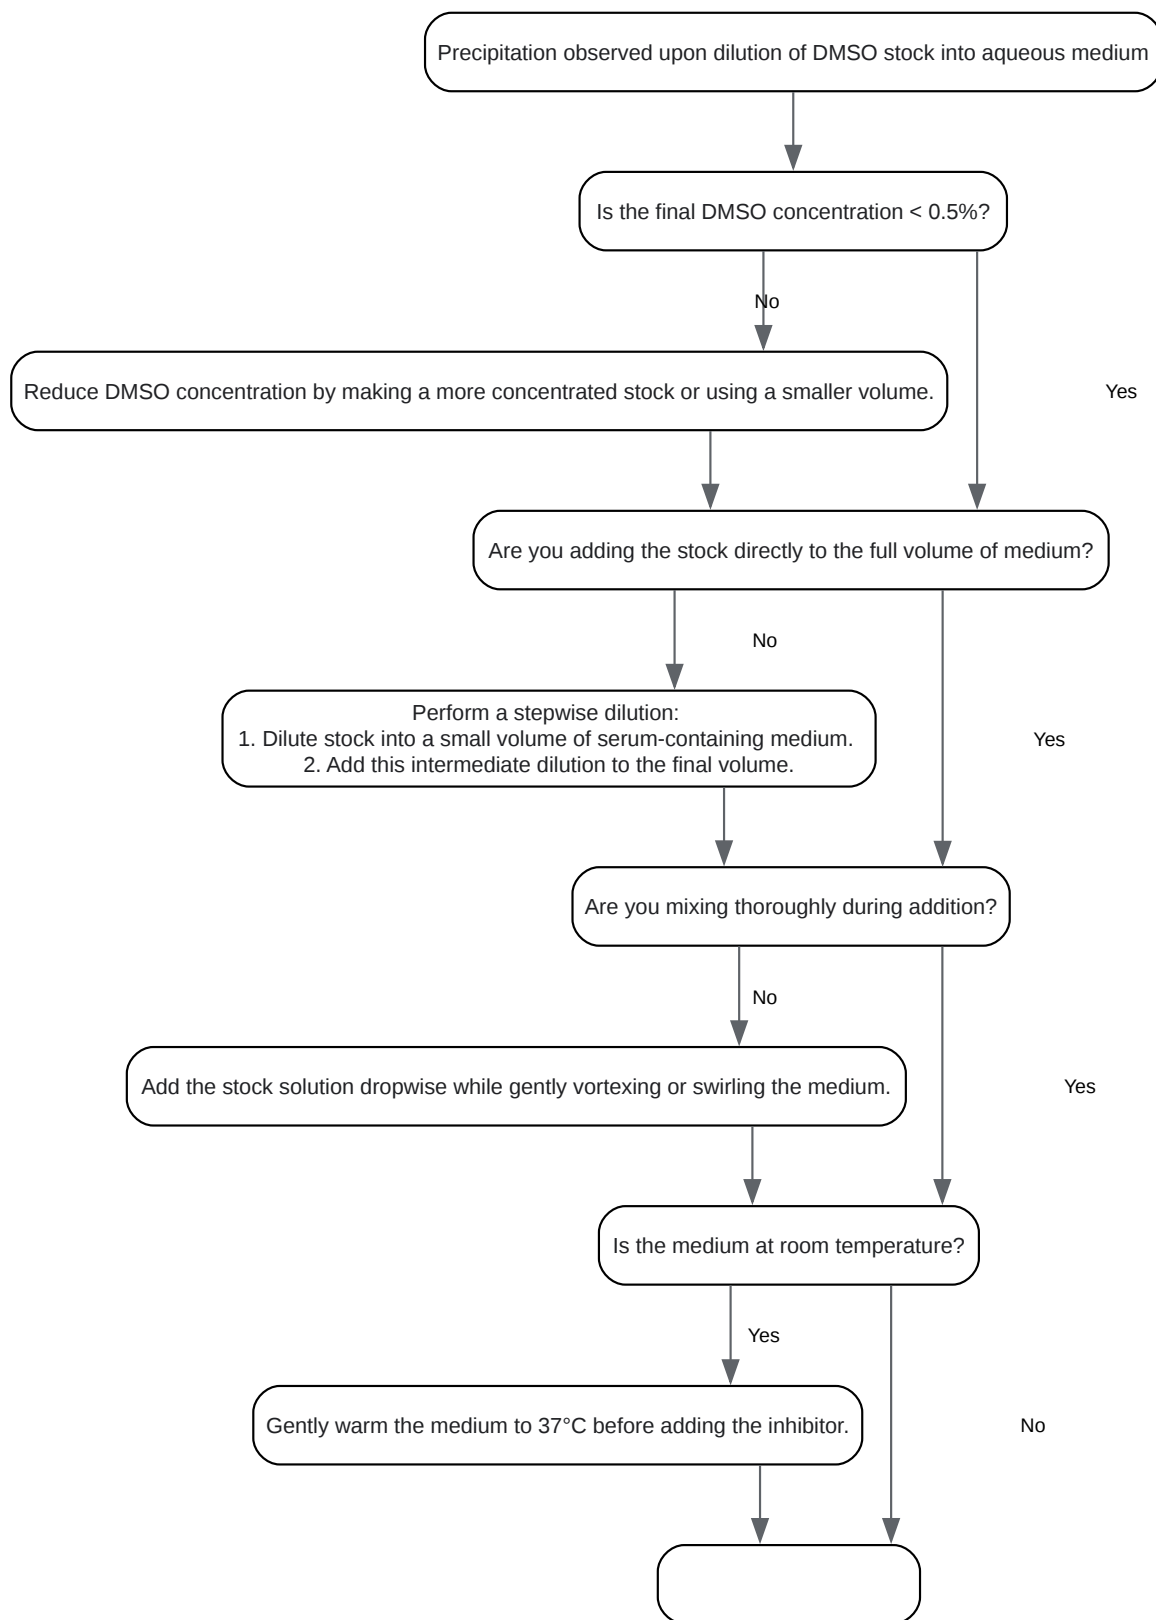 Precipitation observed upon dilution of DMSO stock into aqueous medium
Is the final DMSO concentration < 0.5%?
No
Reduce DMSO concentration by making a more concentrated stock or using a smaller volume.
Yes
Are you adding the stock directly to the full volume of medium?
No
Perform a stepwise dilution:
1. Dilute stock into a small volume of serum-containing medium.
2. Add this intermediate dilution to the final volume.
Yes
Are you mixing thoroughly during addition?
No
Add the stock solution dropwise while gently vortexing or swirling the medium.
Yes
Is the medium at room temperature?
Yes
Gently warm the medium to 37°C before adding the inhibitor.
No